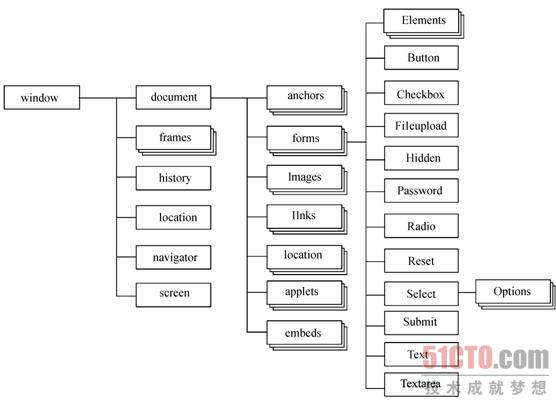 window
document
frames
history
location
navigator
screen
anchors
forms
Images
IInks
location
applets
embeds
Elements
Button
Checkbox
Fileupload
Hidden
Password
Radio
Reset
Select
Options
Submit
Text
Textarea
51CTO.com
技术成就梦想